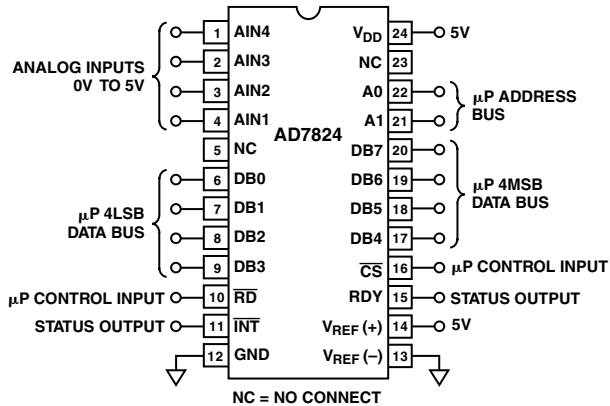 ANALOG INPUTS
0V TO 5V
1 AIN4
2 AIN3
3 AIN2
4 AIN1
5 NC
μP 4LSB
DATA BUS
6 DB0
7 DB1
8 DB2
9 DB3
μP CONTROL INPUT 10 R̅D̅
STATUS OUTPUT 11 I̅N̅T̅
12 GND
AD7824
VDD 24 5V
NC 23
A0 22
A1 21
μP ADDRESS
BUS
DB7 20
DB6 19
DB5 18
DB4 17
μP 4MSB
DATA BUS
C̅S̅ 16 μP CONTROL INPUT
RDY 15 STATUS OUTPUT
VREF (+) 14 5V
VREF (–) 13
NC = NO CONNECT